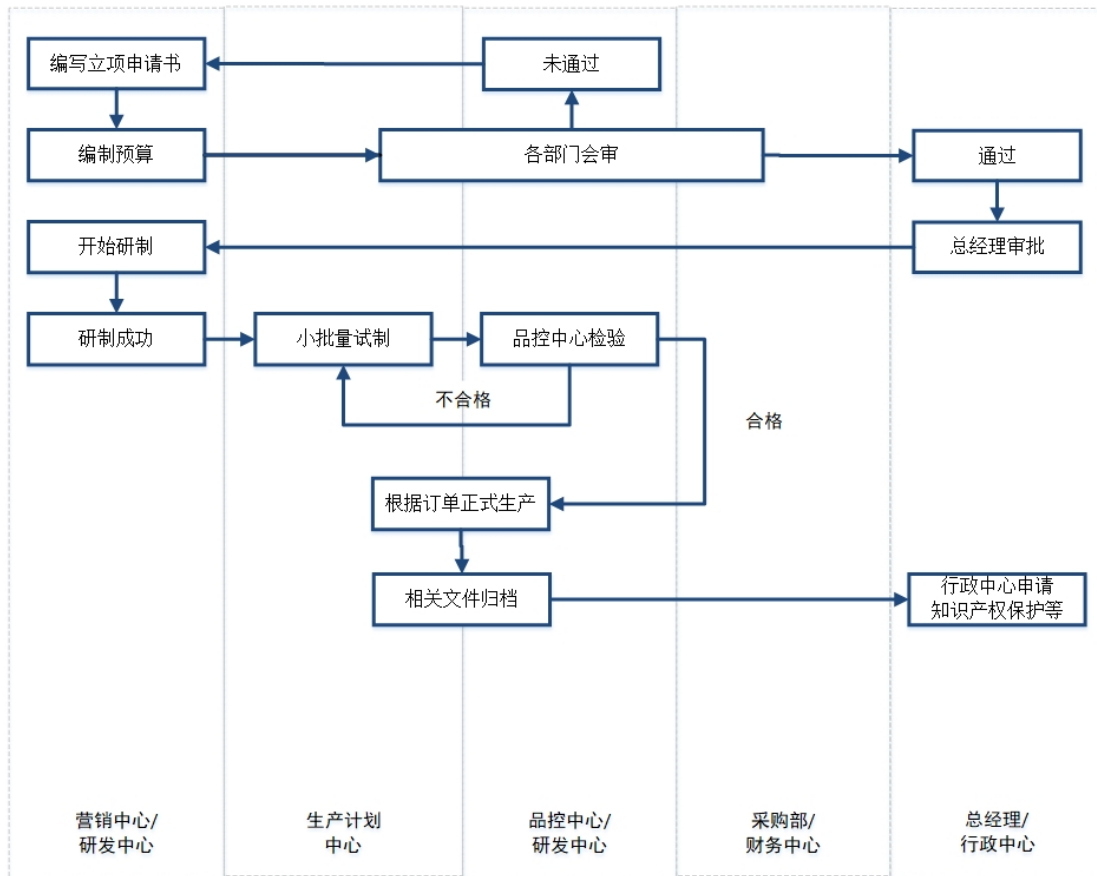 编写立项申请书
未通过
编制预算
各部门会审
通过
开始研制
总经理审批
研制成功
小批量试制
品控中心检验
不合格
合格
根据订单正式生产
相关文件归档
行政中心申请
知识产权保护等
营销中心/
研发中心
生产计划
中心
品控中心/
研发中心
采购部/
财务中心
总经理/
行政中心